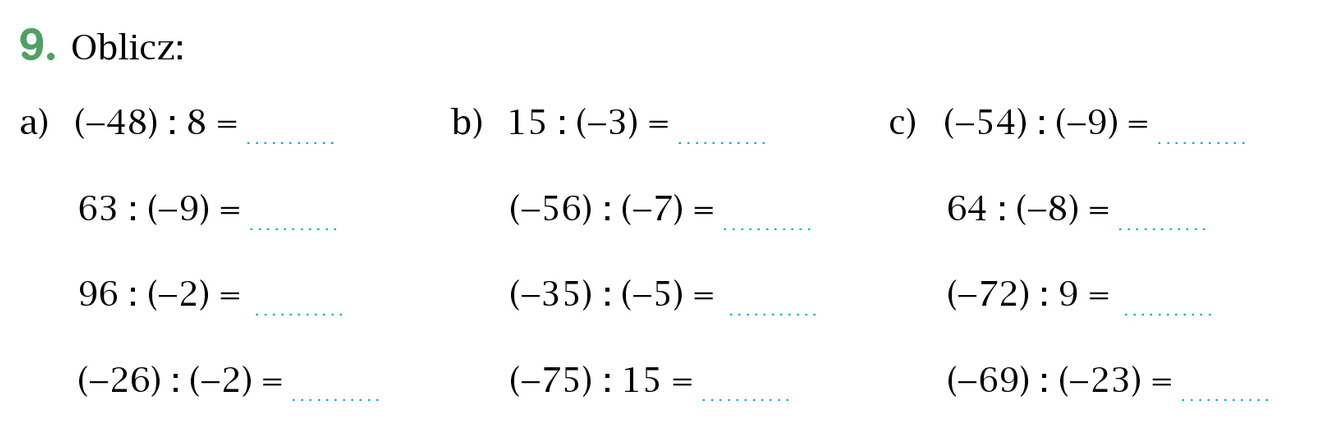 9. Oblicz:
a) (–48) : 8 = ........... b) 15 : (–3) = ........... c) (–54) : (–9) = ...........
63 : (–9) = ........... (–56) : (–7) = ........... 64 : (–8) = ...........
96 : (–2) = ........... (–35) : (–5) = ........... (–72) : 9 = ...........
(–26) : (–2) = ........... (–75) : 15 = ........... (–69) : (–23) = ...........